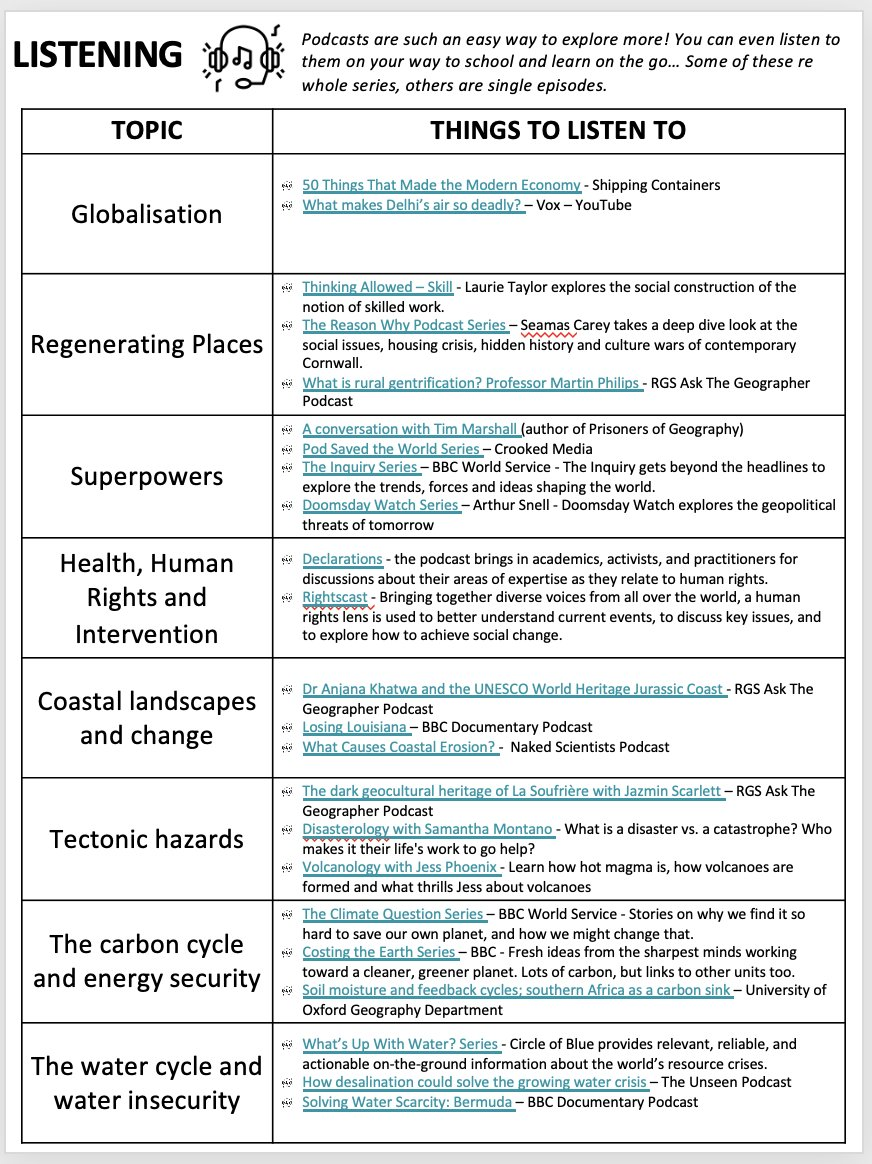 LISTENING
Podcasts are such an easy way to explore more! You can even listen to
them on your way to school and learn on the go… Some of these re
whole series, others are single episodes.
TOPIC
THINGS TO LISTEN TO
Globalisation
50 Things That Made the Modern Economy - Shipping Containers
What makes Delhi's air so deadly? – Vox – YouTube
Regenerating Places
Thinking Allowed – Skill - Laurie Taylor explores the social construction of the
notion of skilled work.
The Reason Why Podcast Series – Seamas Carey takes a deep dive look at the
social issues, housing crisis, hidden history and culture wars of contemporary
Cornwall.
What is rural gentrification? Professor Martin Philips - RGS Ask The Geographer
Podcast
Superpowers
A conversation with Tim Marshall (author of Prisoners of Geography)
Pod Saved the World Series – Crooked Media
The Inquiry Series – BBC World Service - The Inquiry gets beyond the headlines to
explore the trends, forces and ideas shaping the world.
Doomsday Watch Series – Arthur Snell - Doomsday Watch explores the geopolitical
threats of tomorrow
Health, Human
Rights and
Intervention
Declarations - the podcast brings in academics, activists, and practitioners for
discussions about their areas of expertise as they relate to human rights.
Rightscast - Bringing together diverse voices from all over the world, a human
rights lens is used to better understand current events, to discuss key issues, and
to explore how to achieve social change.
Coastal landscapes
and change
Dr Anjana Khatwa and the UNESCO World Heritage Jurassic Coast - RGS Ask The
Geographer Podcast
Losing Louisiana – BBC Documentary Podcast
What Causes Coastal Erosion? - Naked Scientists Podcast
Tectonic hazards
The dark geocultural heritage of La Soufrière with Jazmin Scarlett – RGS Ask The
Geographer Podcast
Disasterology with Samantha Montano - What is a disaster vs. a catastrophe? Who
makes it their life's work to go help?
Volcanology with Jess Phoenix - Learn how hot magma is, how volcanoes are
formed and what thrills Jess about volcanoes
The carbon cycle
and energy security
The Climate Question Series – BBC World Service - Stories on why we find it so
hard to save our own planet, and how we might change that.
Costing the Earth Series – BBC - Fresh ideas from the sharpest minds working
toward a cleaner, greener planet. Lots of carbon, but links to other units too.
Soil moisture and feedback cycles; southern Africa as a carbon sink – University of
Oxford Geography Department
The water cycle and
water insecurity
What's Up With Water? Series - Circle of Blue provides relevant, reliable, and
actionable on-the-ground information about the world's resource crises.
How desalination could solve the growing water crisis – The Unseen Podcast
Solving Water Scarcity: Bermuda – BBC Documentary Podcast